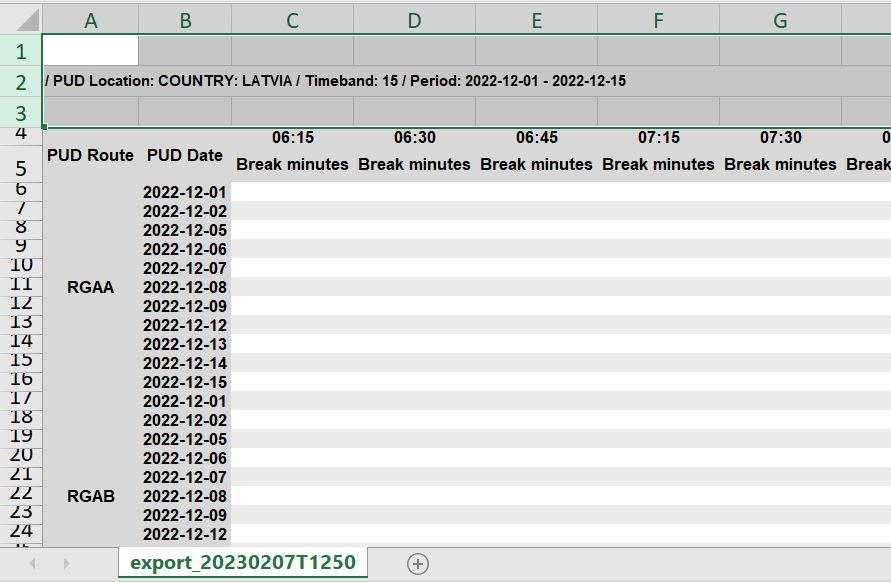 A B C D E F G
1
2 / PUD Location: COUNTRY: LATVIA / Timeband: 15 / Period: 2022-12-01 - 2022-12-15
3
4 06:15 06:30 06:45 07:15 07:30 0
PUD Route PUD Date
5 Break minutes Break minutes Break minutes Break minutes Break minutes Break
6 2022-12-01
7 2022-12-02
8 2022-12-05
9 2022-12-06
10 2022-12-07
11 RGAA 2022-12-08
12 2022-12-09
13 2022-12-12
14 2022-12-13
15 2022-12-14
16 2022-12-15
17 2022-12-01
18 2022-12-02
19 2022-12-05
20 2022-12-06
21 2022-12-07
22 RGAB 2022-12-08
23 2022-12-09
24 2022-12-12
export_20230207T1250